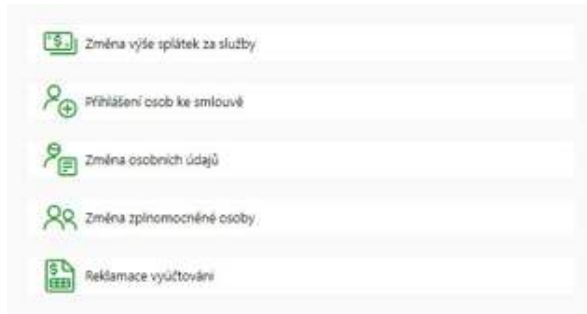 Změna výše splátek za služby
Přihlášení osob ke smlouvě
Změna osobních údajů
Změna zplnomocněné osoby
Reklamace vyúčtování